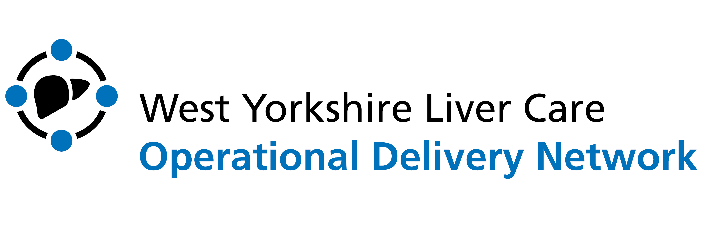 West Yorkshire Liver Care
Operational Delivery Network